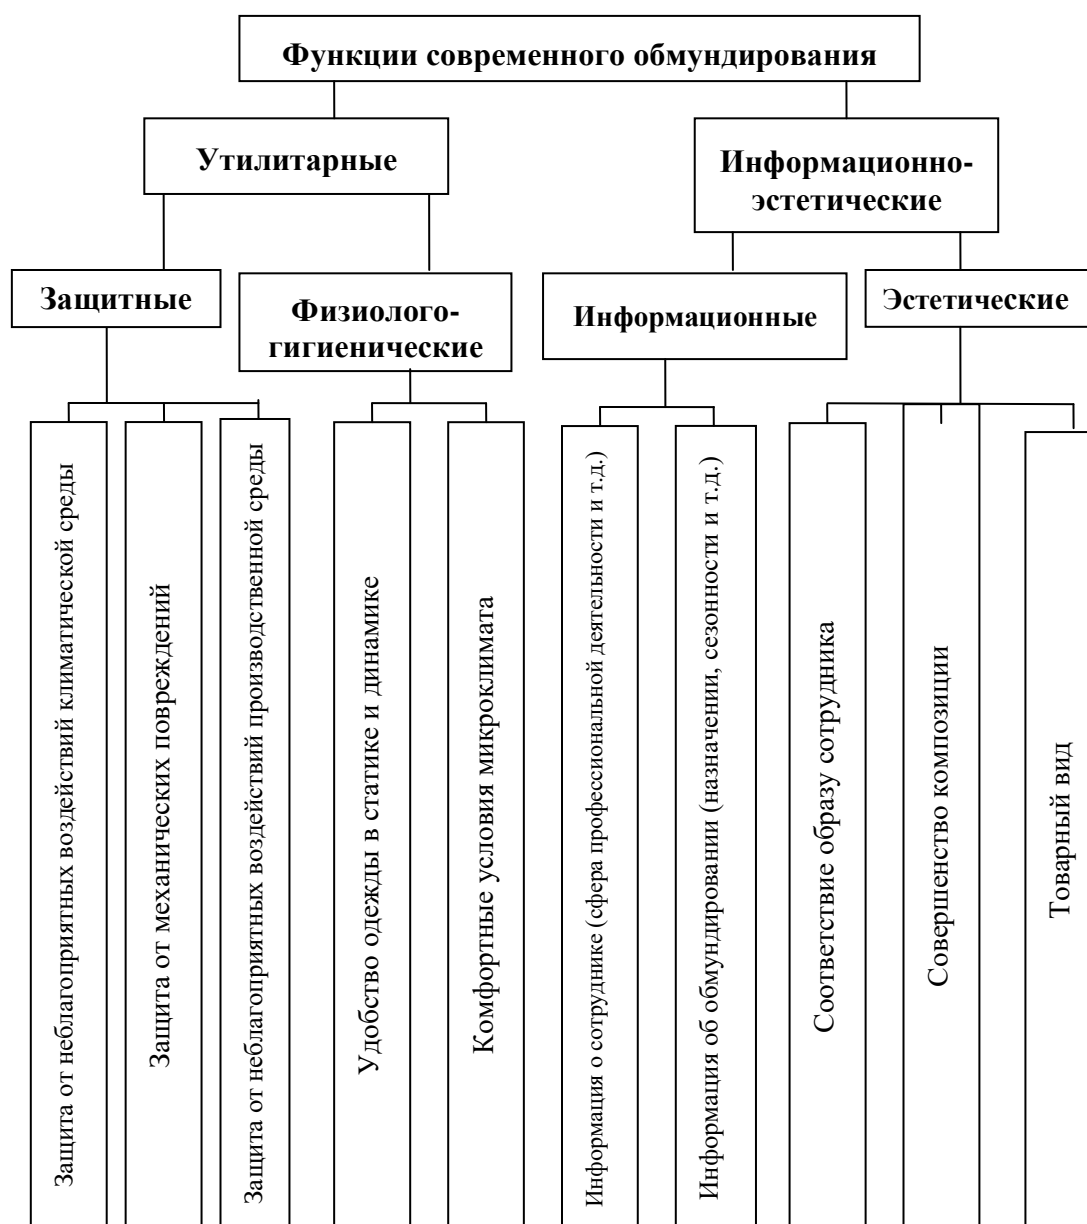 Функции современного обмундирования
Утилитарные
Информационно-
эстетические
Защитные
Физиолого-
гигиенические
Информационные
Эстетические
Защита от неблагоприятных воздействий климатической среды
Защита от механических повреждений
Защита от неблагоприятных воздействий производственной среды
Удобство одежды в статике и динамике
Комфортные условия микроклимата
Информация о сотруднике (сфера профессиональной деятельности и т.д.)
Информация об обмундировании (назначении, сезонности и т.д.)
Соответствие образу сотрудника
Совершенство композиции
Товарный вид